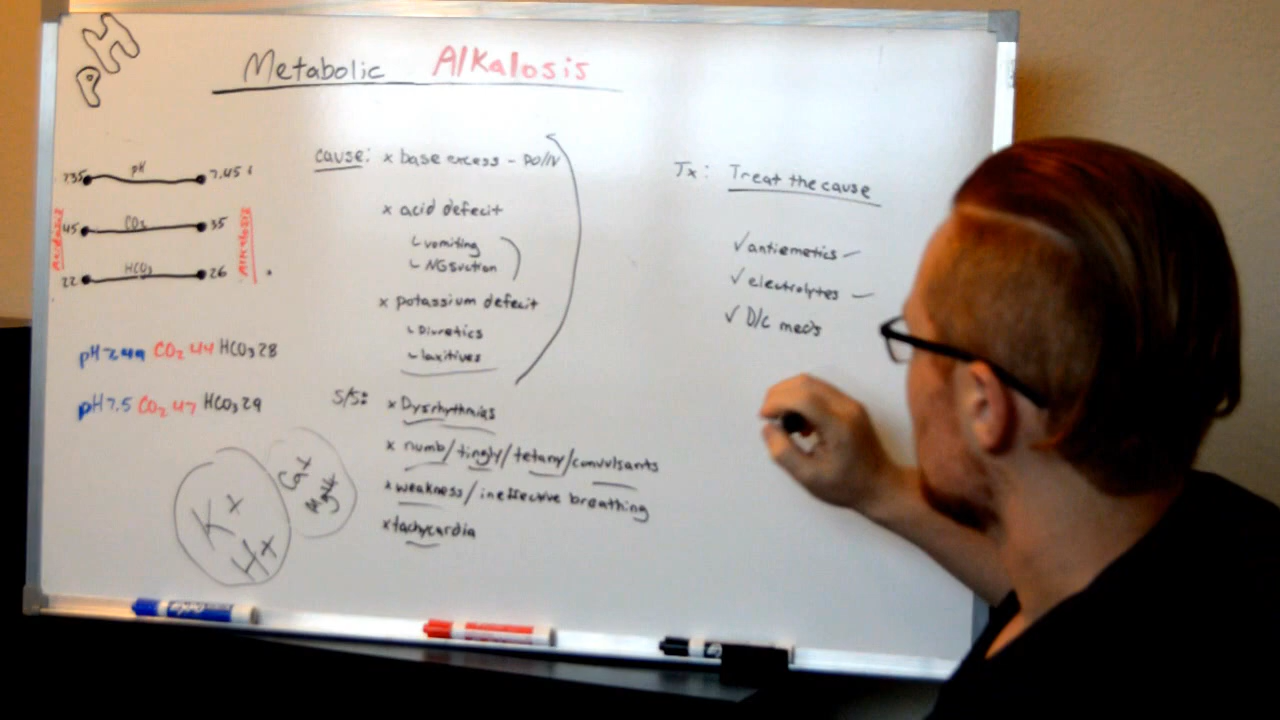 PH
Metabolic Alkalosis
7.35 pH 7.45
45 CO₂ 35
22 HCO₃ 26
Acidosis
Alkalosis
pH 7.49 CO₂ 44 HCO₃ 28
pH 7.5 CO₂ 47 HCO₃ 29
K+
H+
Ca+
Mg+
cause: x base excess - PO/IV
x acid defecit
vomiting
NG suction
x potassium defecit
Diuretics
laxitives
S/S: x Dysrhythmias
x numb/tingly/tetany/convulsants
x weakness/ineffective breathing
x tachycardia
Tx: Treat the cause
✓ antiemetics –
✓ electrolytes –
✓ D/C meds